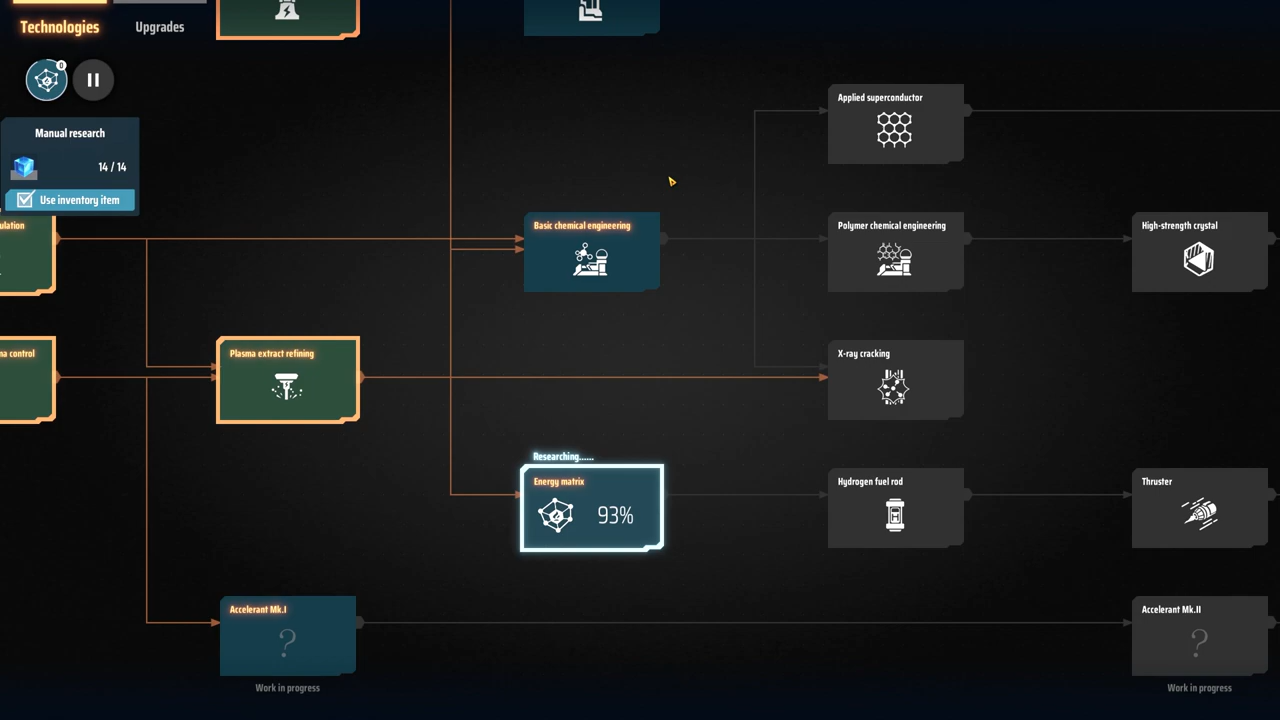 Technologies
Upgrades
0
Manual research
14 / 14
Use inventory item
Applied superconductor
ulation
Basic chemical engineering
Polymer chemical engineering
High-strength crystal
ma control
Plasma extract refining
X-ray cracking
Researching......
Energy matrix
93%
Hydrogen fuel rod
Thruster
Accelerant Mk.I
?
Work in progress
Accelerant Mk.II
?
Work in progress